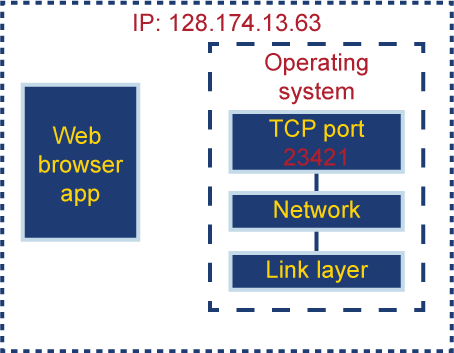 IP: 128.174.13.63
Web
browser
app
Operating
system
TCP port
23421
Network
Link layer